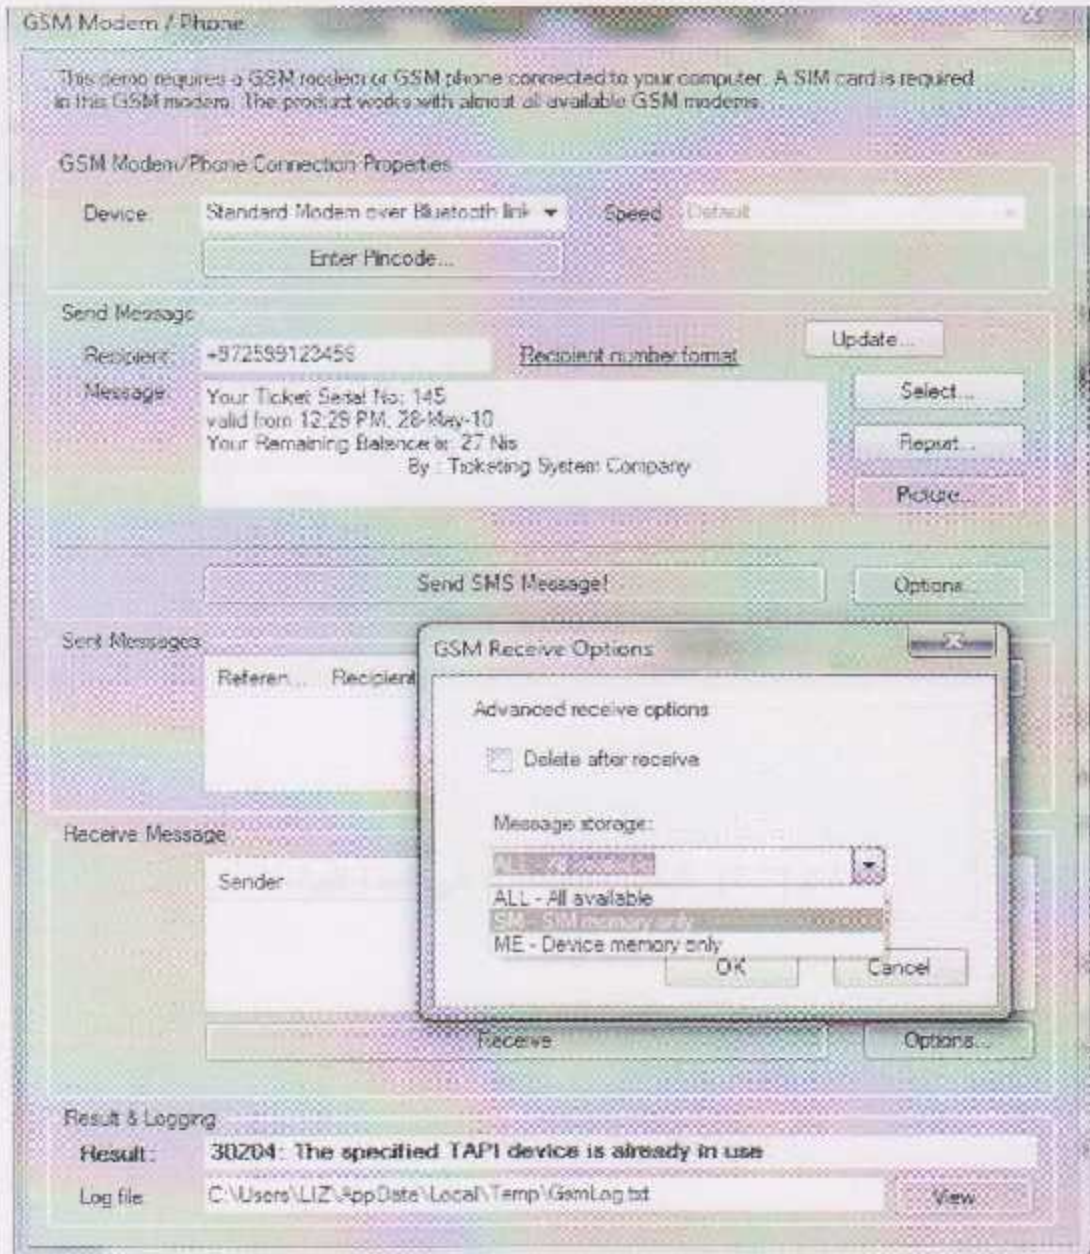 GSM Modem / Phone
This demo requires a GSM modem or GSM phone connected to your computer. A SIM card is required
in this GSM modem. The product works with almost all available GSM modems.
GSM Modem/Phone Connection Properties
Device: Standard Modem over Bluetooth link Speed Default
Enter Pincode...
Send Message
Update...
Recipient: +972599123456 Recipient number format
Message: Your Ticket Serial No: 145 Select...
valid from 12:29 PM, 28-May-10
Your Remaining Balance is: 27 Nis Repeat...
By : Ticketing System Company
Picture...
Send SMS Message! Options...
Sent Messages
GSM Receive Options
Referen... Recipient
Advanced receive options
Delete after receive
Message storage:
Receive Message
ALL - All available
Sender
ALL - All available
SM - SIM memory only
ME - Device memory only
OK Cancel
Receive Options...
Result & Logging
Result: 30204: The specified TAPI device is already in use
Log file C:\Users\LIZ\AppData\Local\Temp\GsmLog.txt View